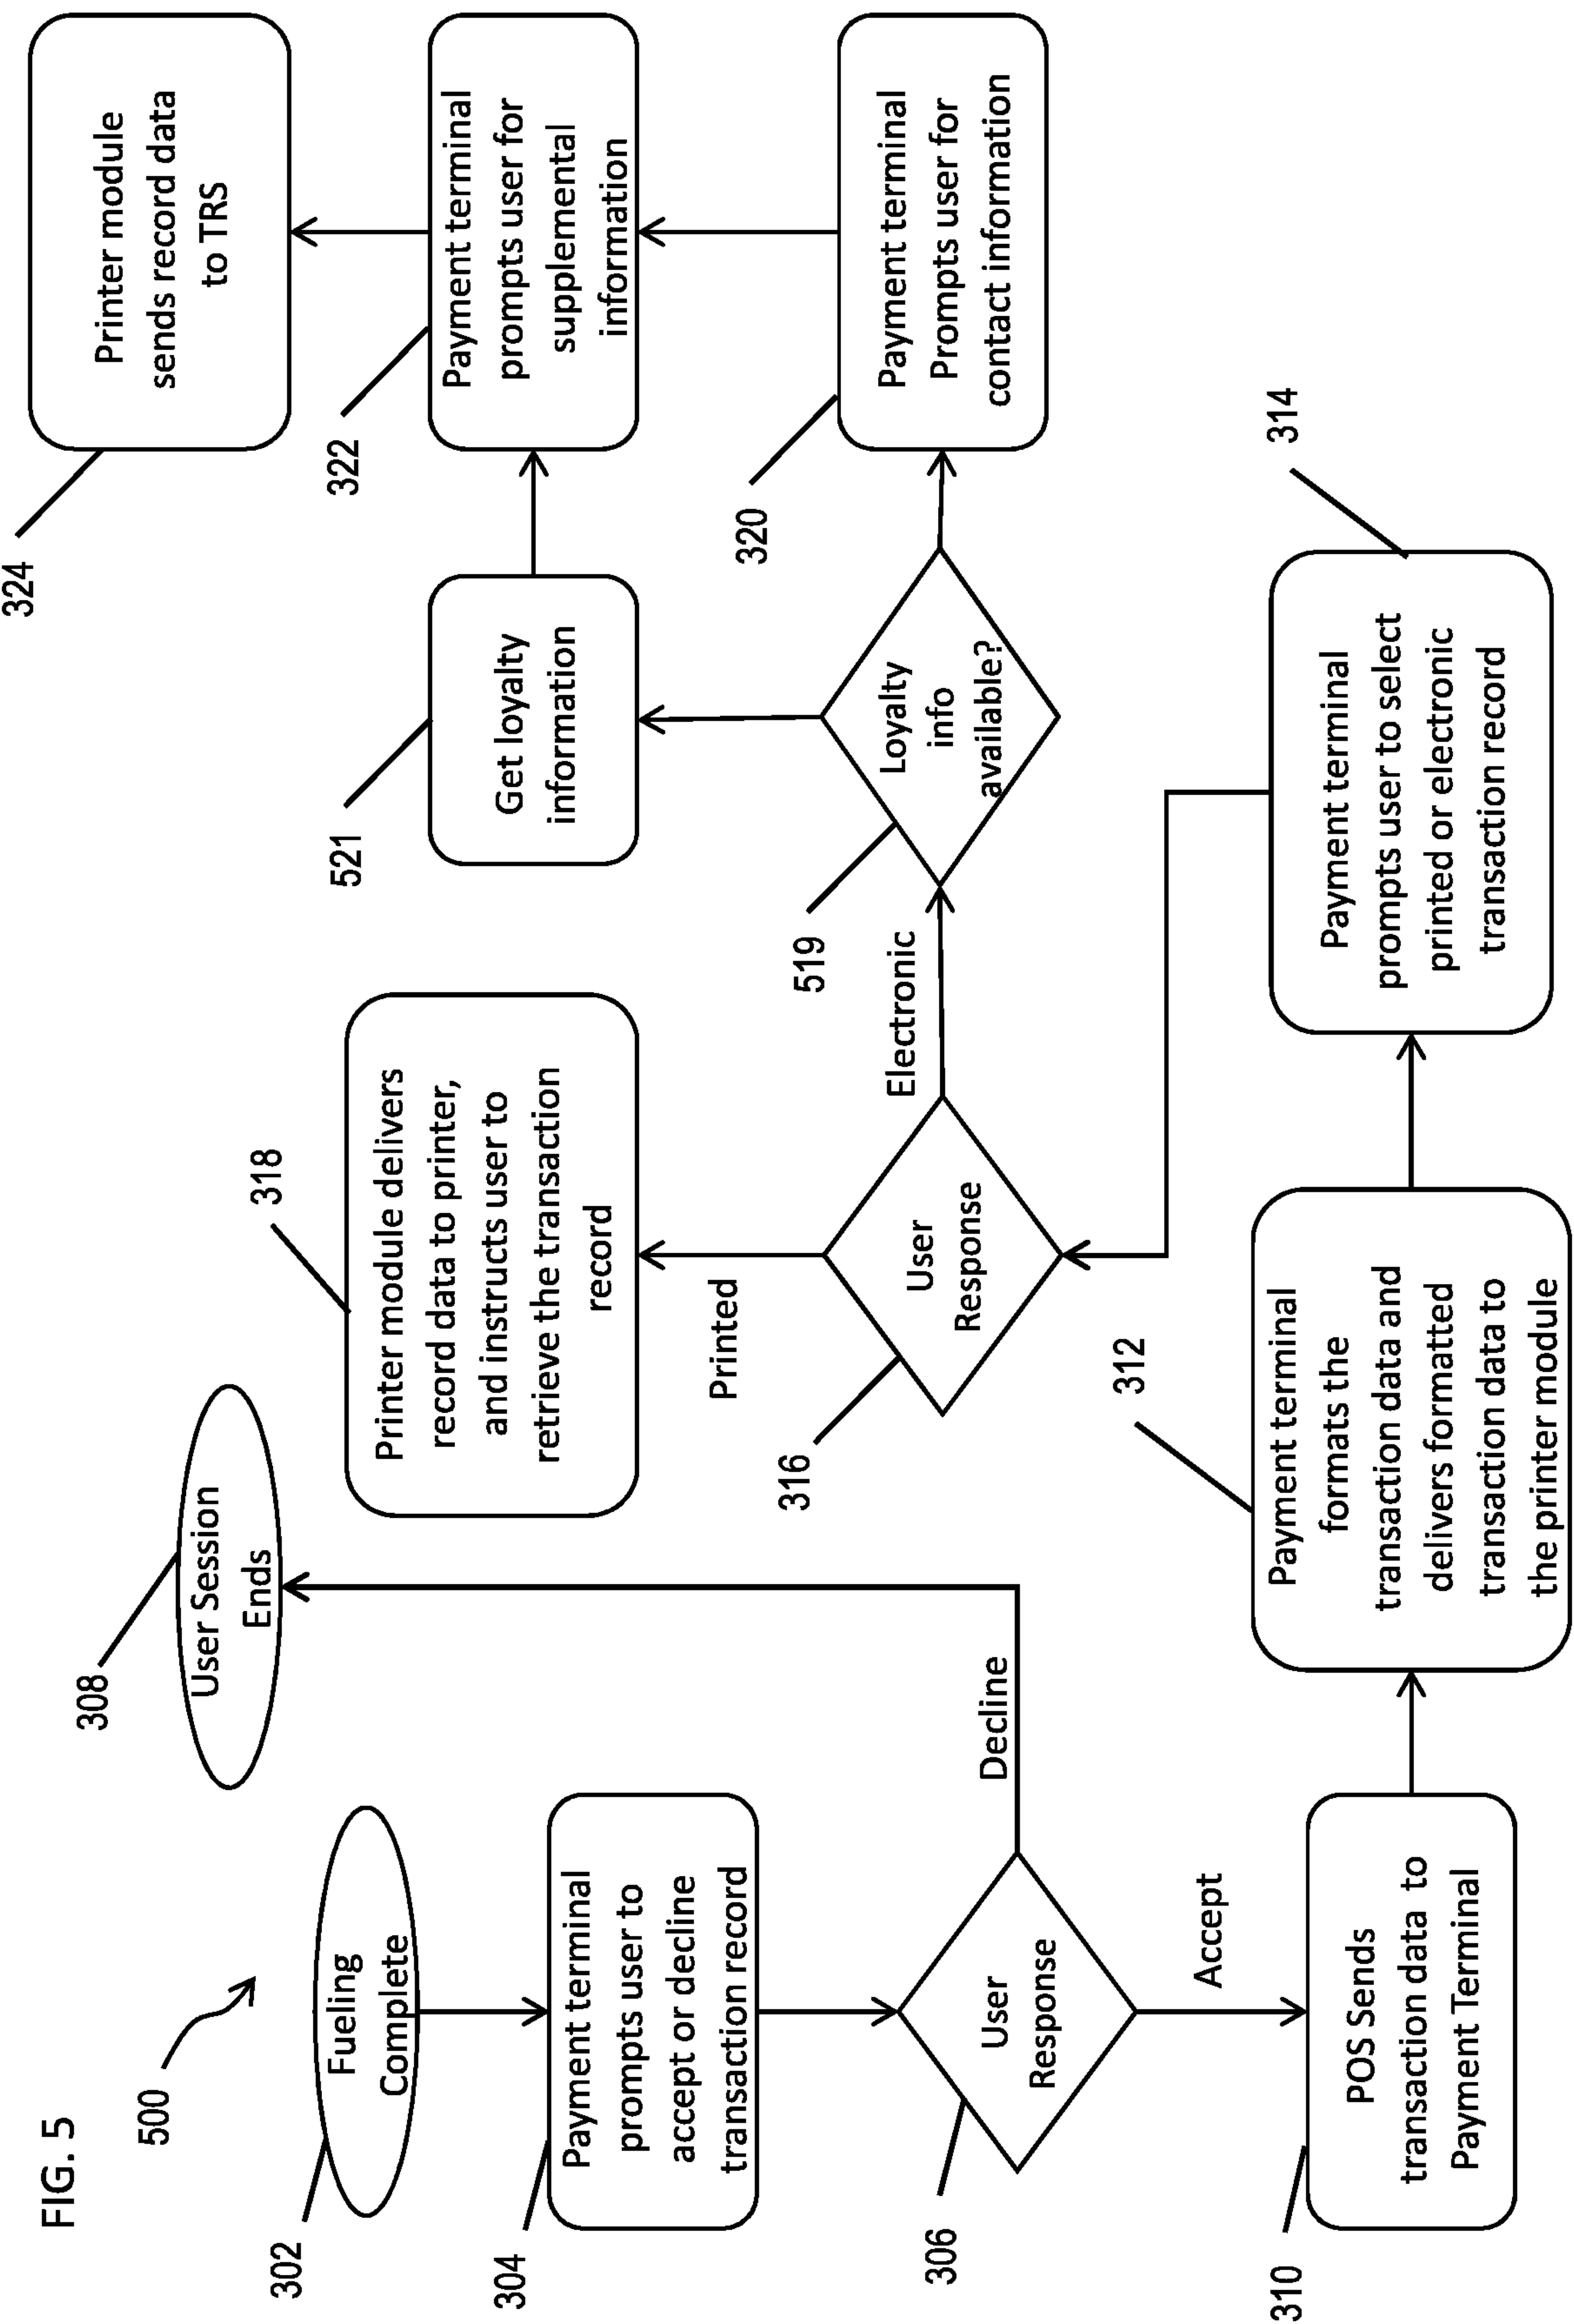 FIG. 5
500
302
Fueling
Complete
304
Payment terminal
prompts user to
accept or decline
transaction record
306
User
Response
Decline
308
User Session
Ends
Accept
310
POS Sends
transaction data to
Payment Terminal
312
Payment terminal
formats the
transaction data and
delivers formatted
transaction data to
the printer module
314
Payment terminal
prompts user to select
printed or electronic
transaction record
316
User
Response
Printed
318
Printer module delivers
record data to printer,
and instructs user to
retrieve the transaction
record
Electronic
519
Loyalty
info
available?
521
Get loyalty
information
320
Payment terminal
Prompts user for
contact information
322
Payment terminal
prompts user for
supplemental
information
324
Printer module
sends record data
to TRS